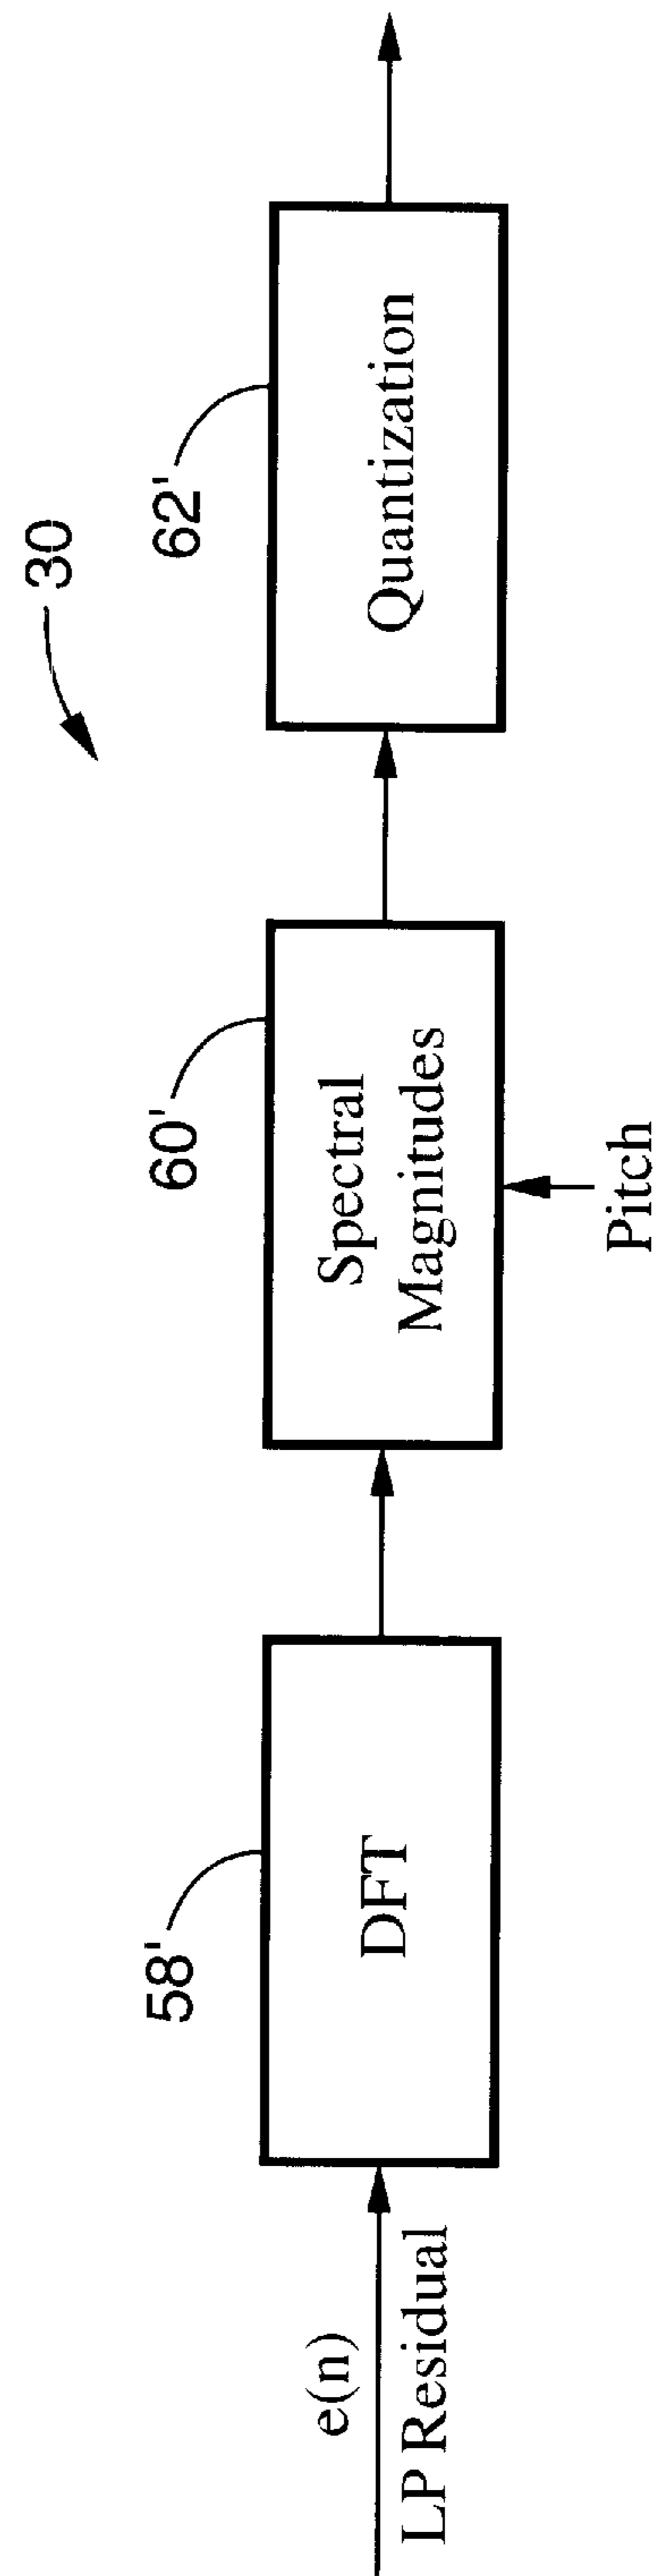 30
e(n)
LP Residual
58'
DFT
60'
Spectral
Magnitudes
Pitch
62'
Quantization